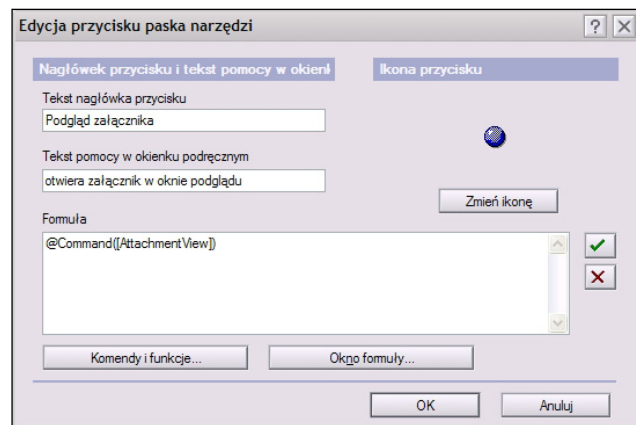 Edycja przycisku paska narzędzi
Nagłówek przycisku i tekst pomocy w okienk
Ikona przycisku
Tekst nagłówka przycisku
Podgląd załącznika
Tekst pomocy w okienku podręcznym
otwiera załącznik w oknie podglądu
Zmień ikonę
Formuła
@Command([AttachmentView])
Komendy i funkcje...
Okno formuły...
OK
Anuluj